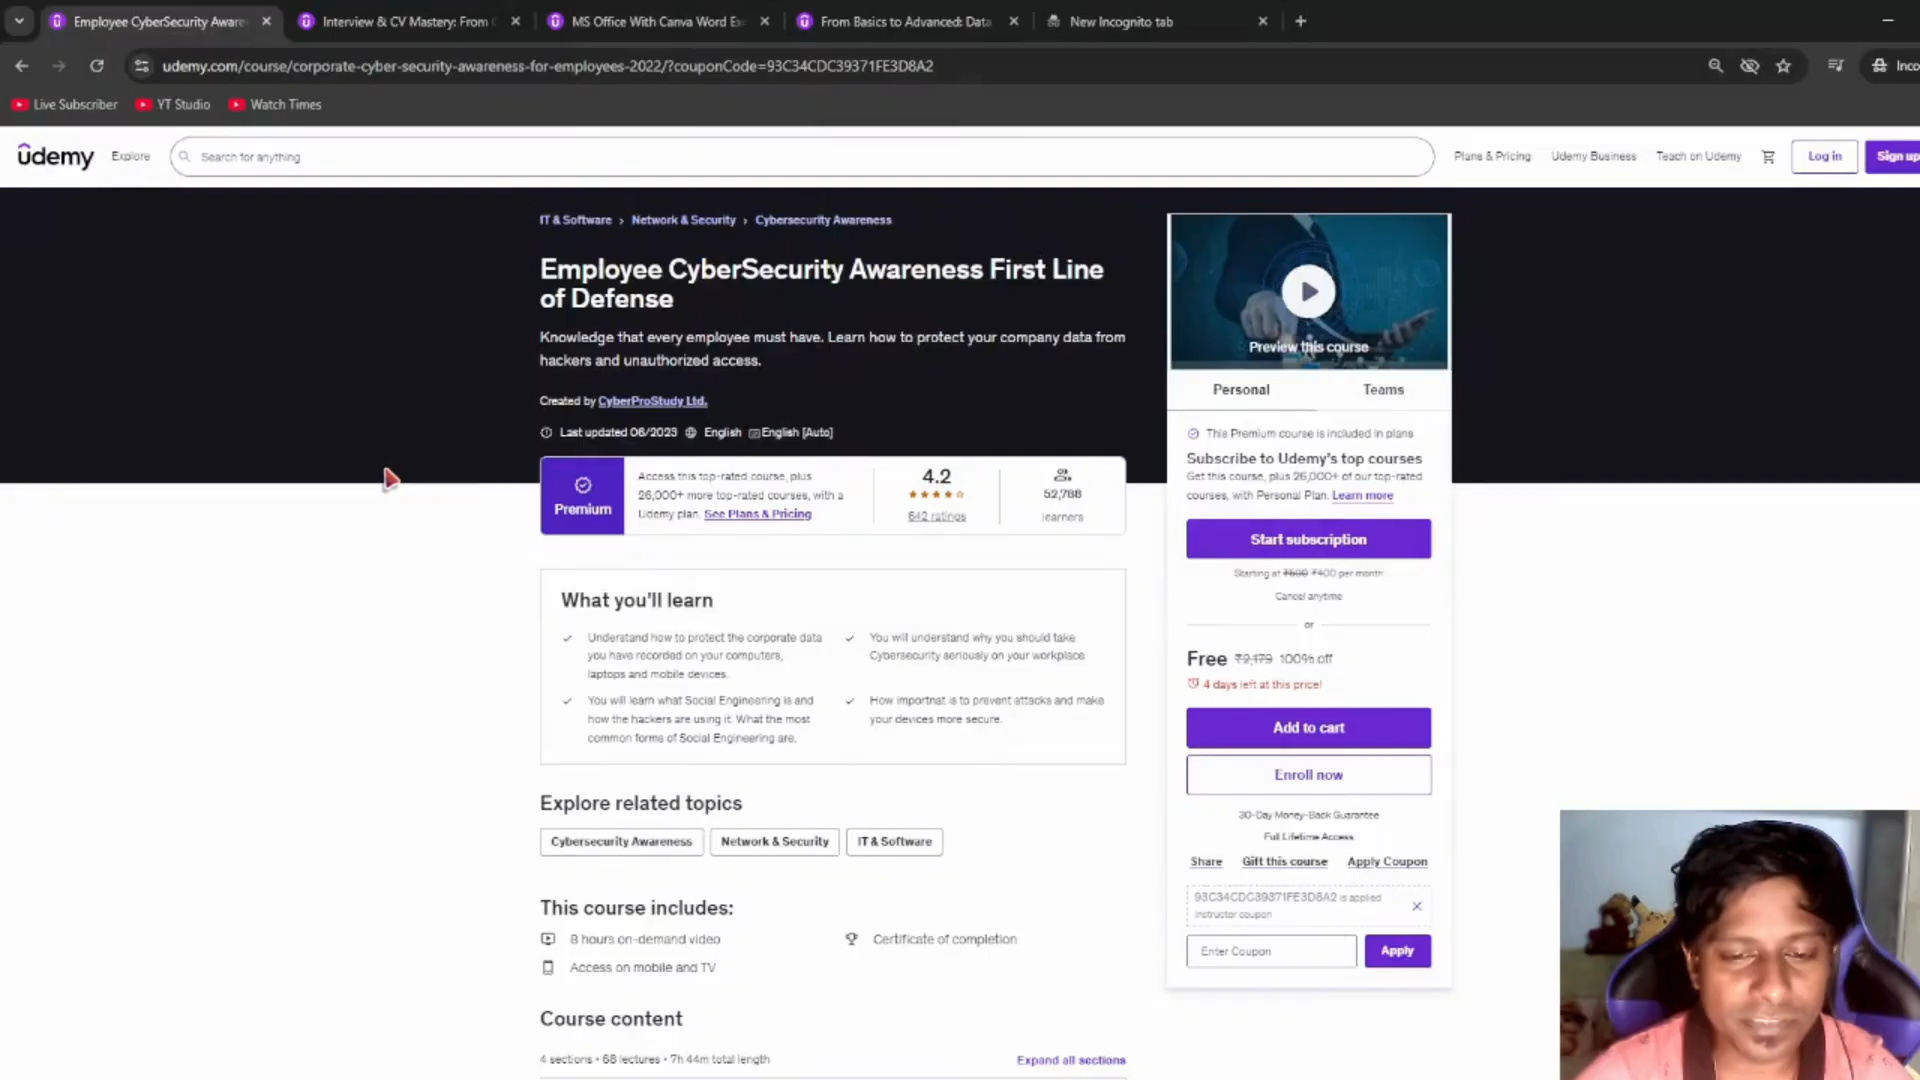 Employee CyberSecurity Aware
Interview & CV Mastery: From
MS Office With Canva Word Ex
From Basics to Advanced: Data
New Incognito tab
udemy.com/course/corporate-cyber-security-awareness-for-employees-2022/?couponCode=93C34CDC39371FE3D8A2
Inco
Live Subscriber
YT Studio
Watch Times
udemy
Explore
Search for anything
Plans & Pricing
Udemy Business
Teach on Udemy
Log in
Sign up
IT & Software › Network & Security › Cybersecurity Awareness
Employee CyberSecurity Awareness First Line
of Defense
Knowledge that every employee must have. Learn how to protect your company data from
hackers and unauthorized access.
Created by CyberProStudy Ltd.
Last updated 06/2023 English English [Auto]
Premium
Access this top-rated course, plus
26,000+ more top-rated courses, with a
Udemy plan. See Plans & Pricing
4.2
642 ratings
52,788
learners
What you'll learn
Understand how to protect the corporate data
you have recorded on your computers,
laptops and mobile devices.
You will understand why you should take
Cybersecurity seriously on your workplace.
You will learn what Social Engineering is and
how the hackers are using it. What the most
common forms of Social Engineering are.
How importnat is to prevent attacks and make
your devices more secure.
Explore related topics
Cybersecurity Awareness
Network & Security
IT & Software
This course includes:
8 hours on-demand video
Certificate of completion
Access on mobile and TV
Course content
4 sections • 68 lectures • 7h 44m total length
Expand all sections
Preview this course
Personal
Teams
This Premium course is included in plans
Subscribe to Udemy's top courses
Get this course, plus 26,000+ of our top-rated
courses, with Personal Plan. Learn more
Start subscription
Starting at ₹500 ₹400 per month
Cancel anytime
or
Free ₹2,179 100% off
4 days left at this price!
Add to cart
Enroll now
30-Day Money-Back Guarantee
Full Lifetime Access
Share
Gift this course
Apply Coupon
93C34CDC39371FE3D8A2 is applied
Instructor coupon
Enter Coupon
Apply